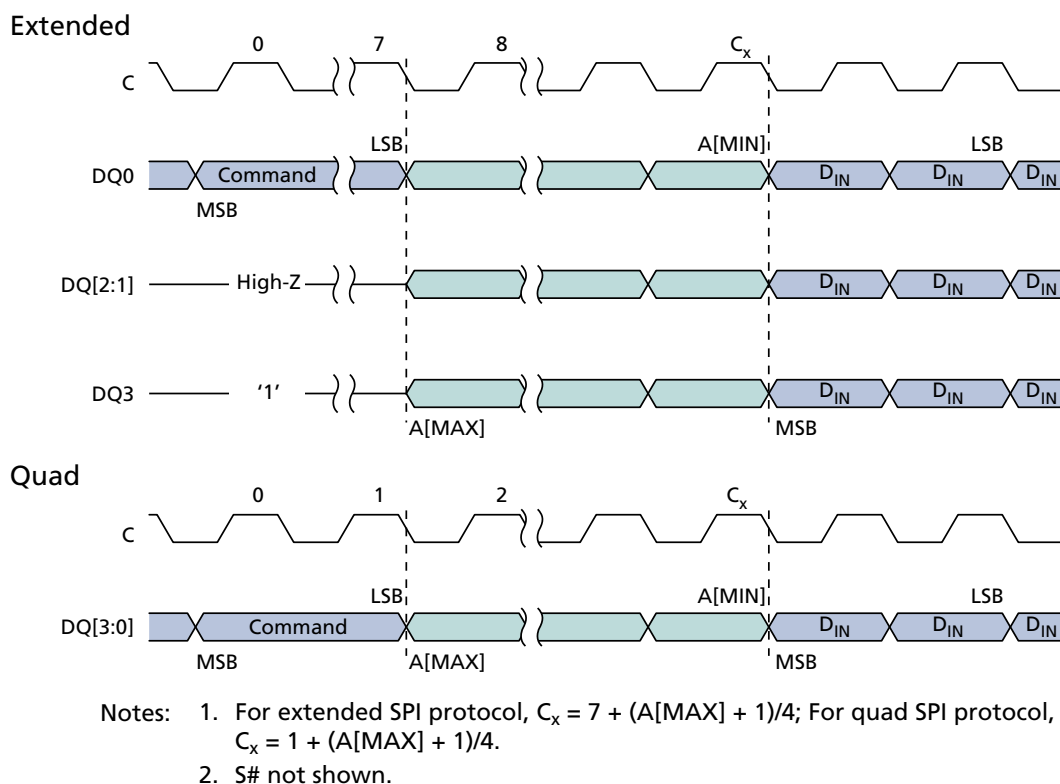 Extended
0 7 8 Cx
C
LSB A[MIN] LSB
DQ0 Command DIN DIN DIN
MSB
DQ[2:1] High-Z DIN DIN DIN
DQ3 '1' DIN DIN DIN
A[MAX] MSB
Quad
0 1 2 Cx
C
LSB A[MIN] LSB
DQ[3:0] Command DIN DIN DIN
MSB A[MAX] MSB
Notes: 1. For extended SPI protocol, Cx = 7 + (A[MAX] + 1)/4; For quad SPI protocol,
Cx = 1 + (A[MAX] + 1)/4.
2. S# not shown.